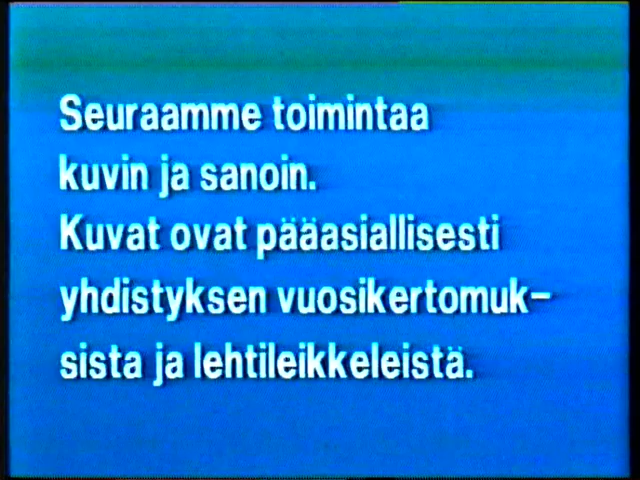 Seuraamme toimintaa
kuvin ja sanoin.
Kuvat ovat pääasiallisesti
yhdistyksen vuosikertomuk-
sista ja lehtileikkeleistä.